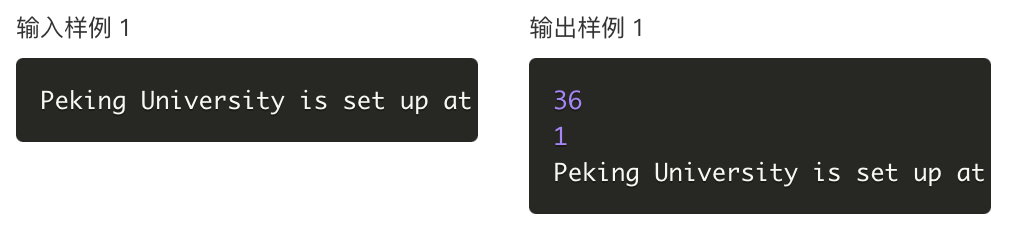 输入样例 1
Peking University is set up at
输出样例 1
36
1
Peking University is set up at